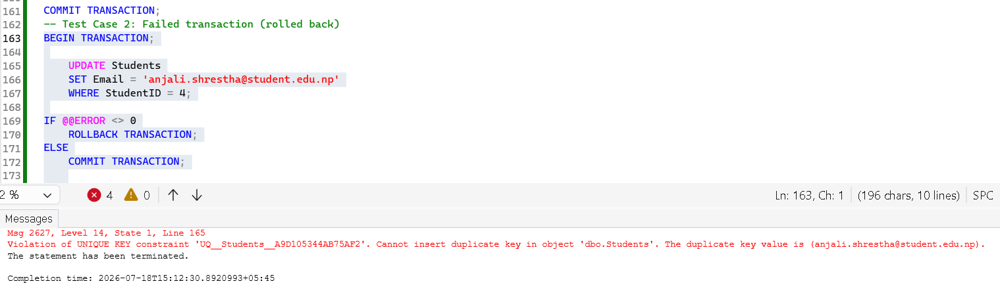 161 COMMIT TRANSACTION;
162 -- Test Case 2: Failed transaction (rolled back)
163 BEGIN TRANSACTION;
164
165 UPDATE Students
166 SET Email = 'anjali.shrestha@student.edu.np'
167 WHERE StudentID = 4;
168
169 IF @@ERROR <> 0
170 ROLLBACK TRANSACTION;
171 ELSE
172 COMMIT TRANSACTION;
173
2 % 4 0 Ln: 163, Ch: 1 (196 chars, 10 lines) SPC
Messages
Msg 2627, Level 14, State 1, Line 165
Violation of UNIQUE KEY constraint 'UQ__Students__A9D105344AB75AF2'. Cannot insert duplicate key in object 'dbo.Students'. The duplicate key value is (anjali.shrestha@student.edu.np).
The statement has been terminated.
Completion time: 2026-07-18T15:12:30.8920993+05:45